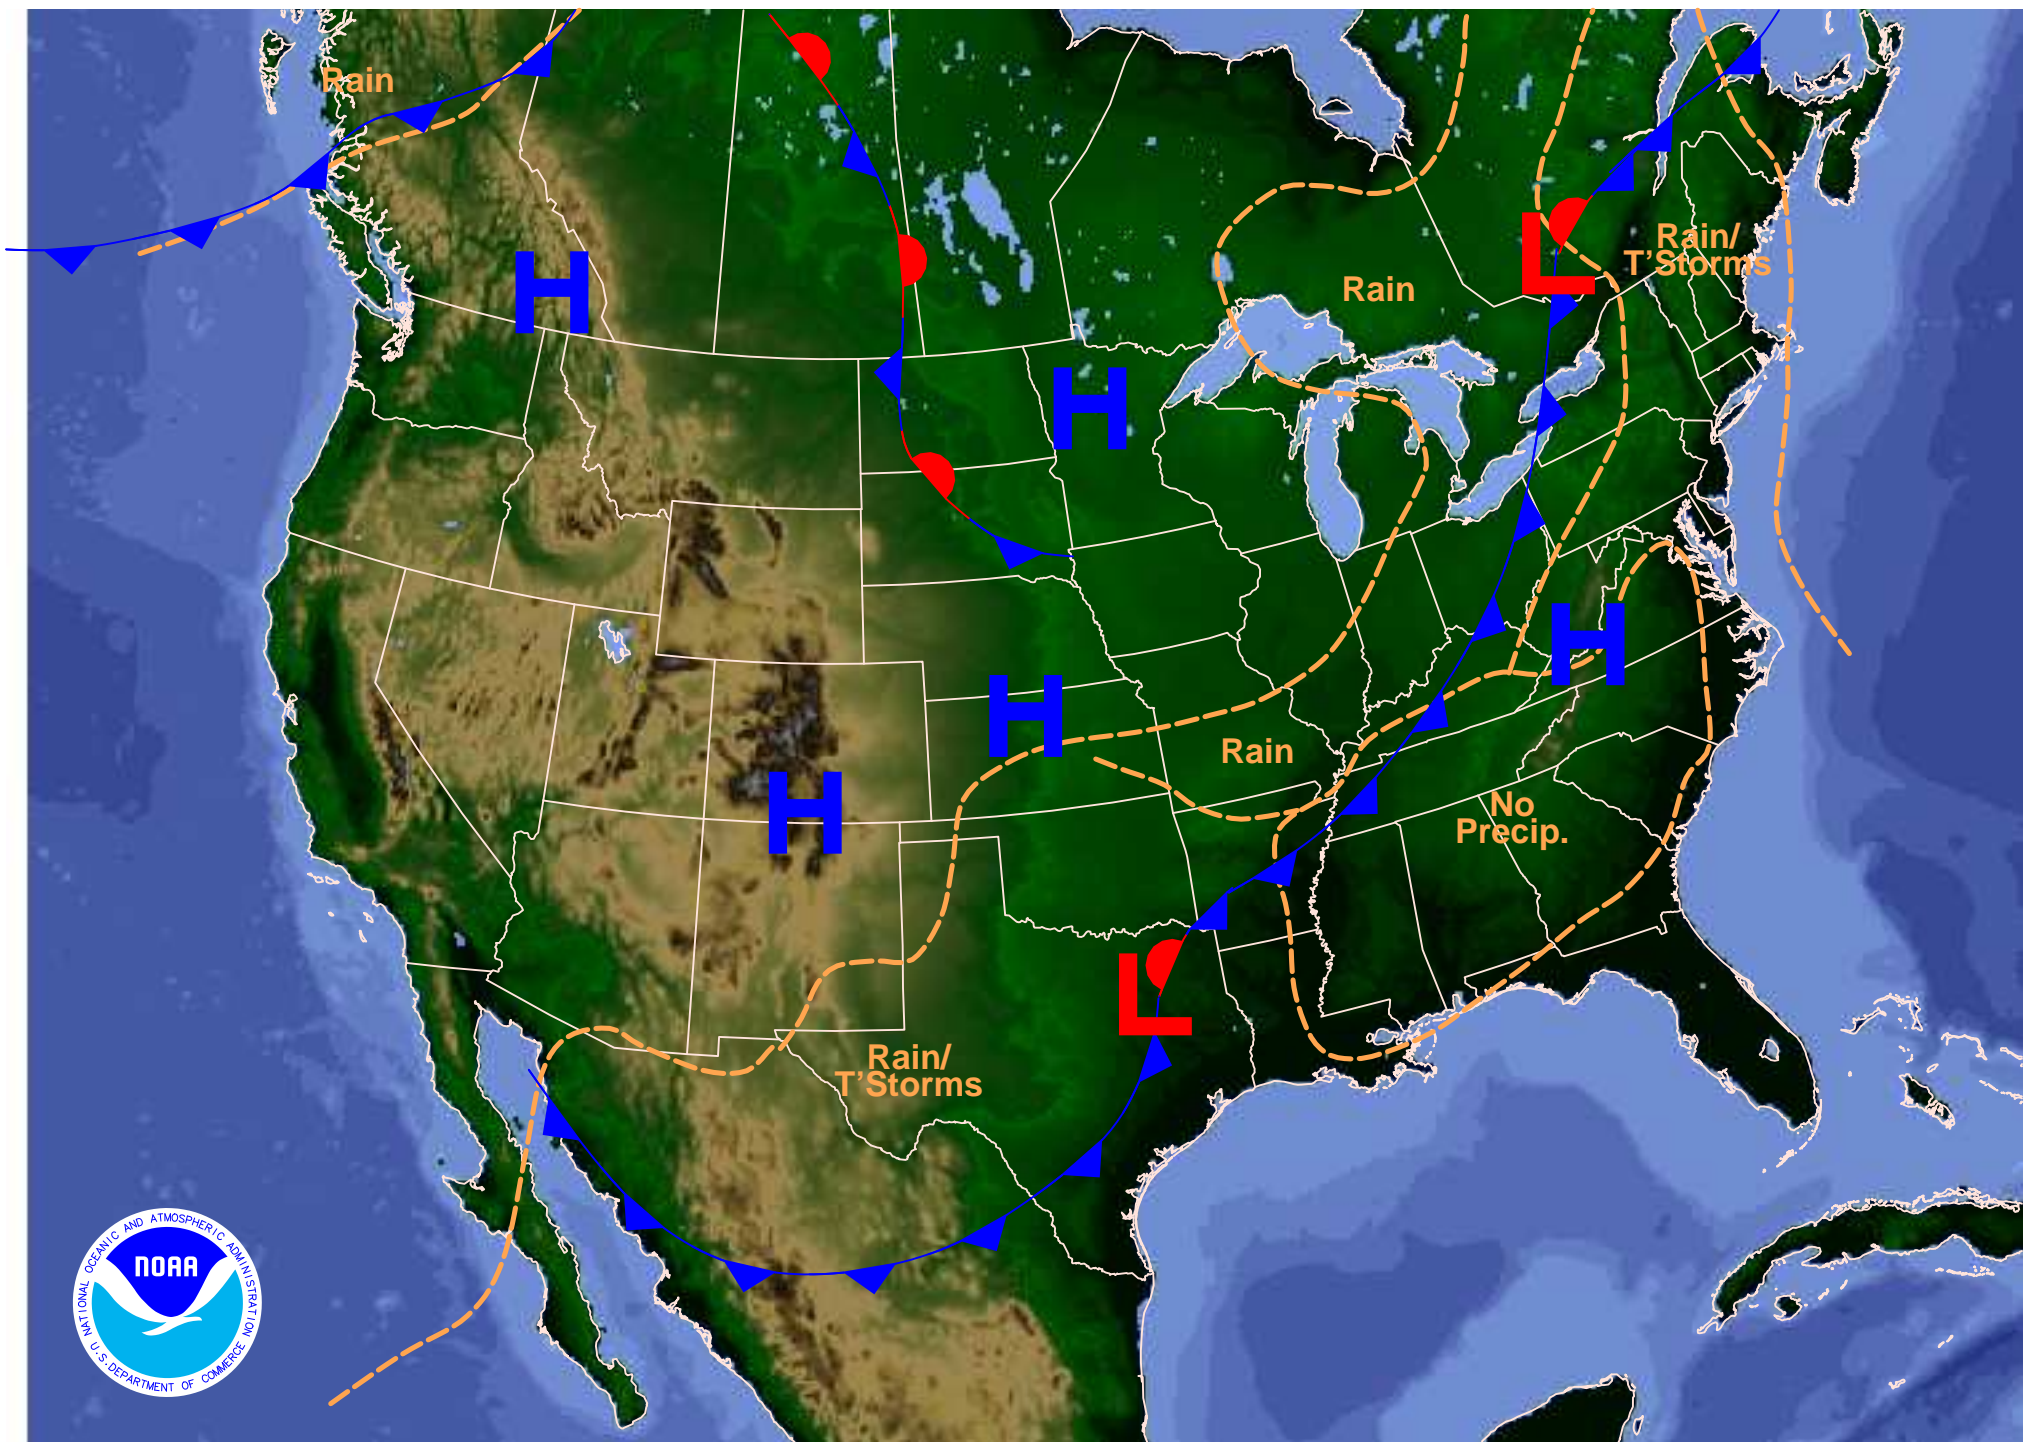 Rain
Rain/
T'Storms
H
L
Rain
H
H
H
Rain
H
No
Precip.
L
Rain/
T'Storms
NATIONAL OCEANIC AND ATMOSPHERIC ADMINISTRATION
NOAA
U.S. DEPARTMENT OF COMMERCE